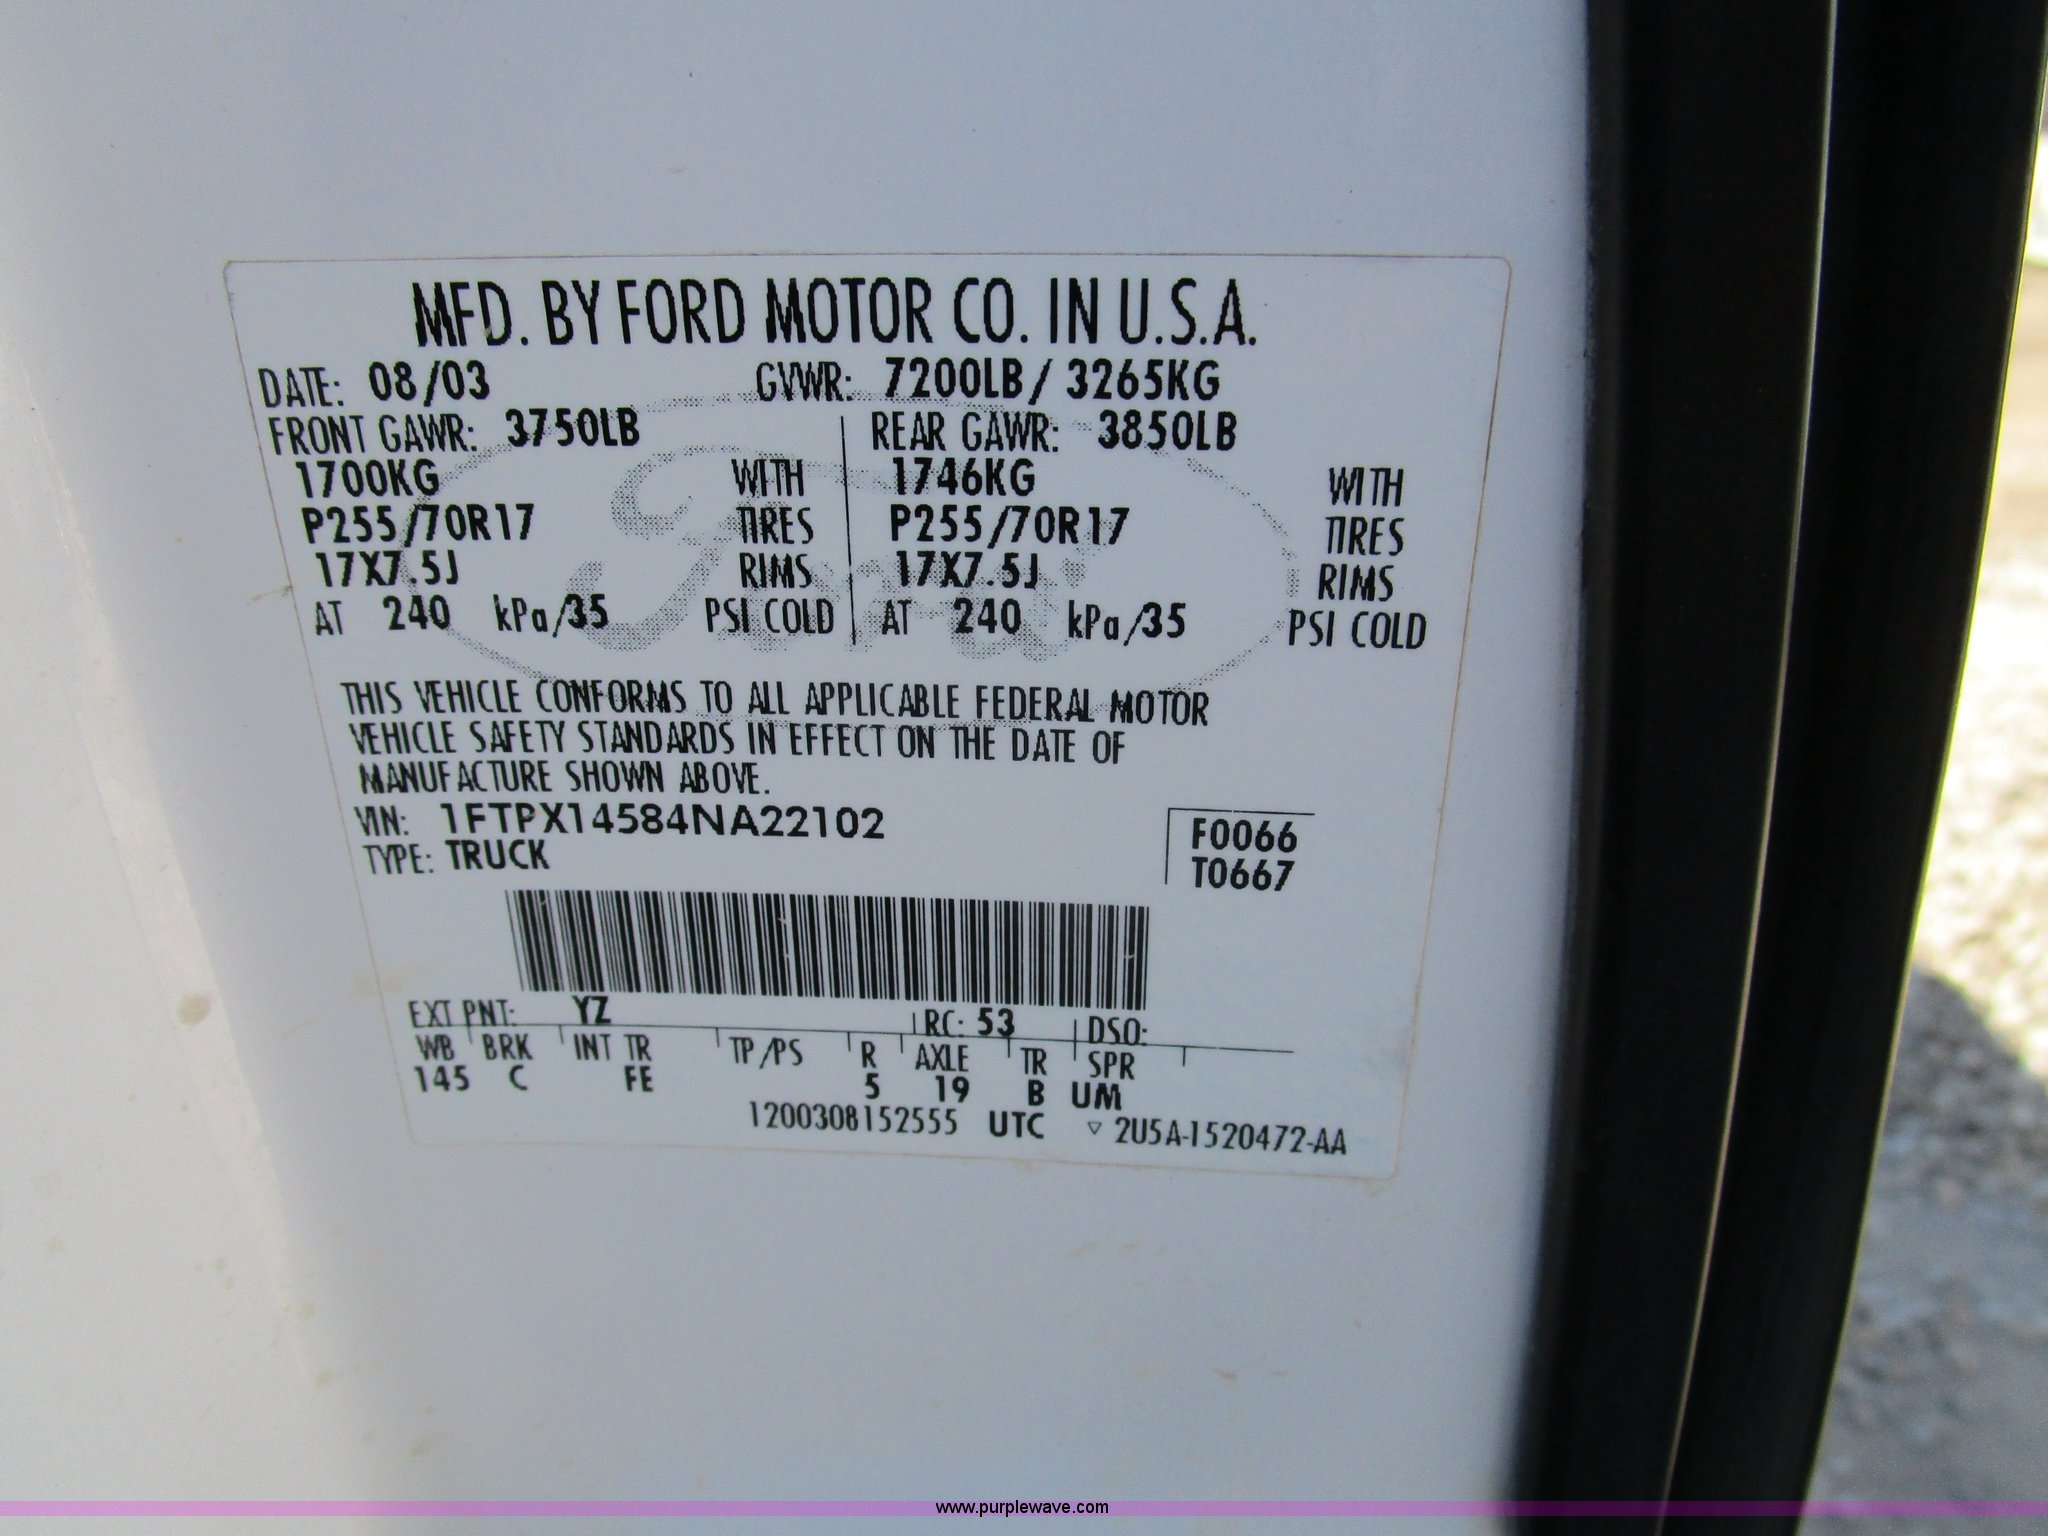 MFD. BY FORD MOTOR CO. IN U.S.A.
DATE: 08/03 GVWR: 7200LB/ 3265KG
FRONT GAWR: 3750LB REAR GAWR: 3850LB
1700KG WITH 1746KG WITH
P255/70R17 TIRES P255/70R17 TIRES
17X7.5J RIMS 17X7.5J RIMS
AT 240 kPa/35 PSI COLD AT 240 kPa/35 PSI COLD
Ford
THIS VEHICLE CONFORMS TO ALL APPLICABLE FEDERAL MOTOR
VEHICLE SAFETY STANDARDS IN EFFECT ON THE DATE OF
MANUFACTURE SHOWN ABOVE.
VIN: 1FTPX14584NA22102 F0066
TYPE: TRUCK T0667
EXT PNT: YZ RC: 53 DSO:
WB BRK INT TR TP/PS R AXLE TR SPR
145 C FE 5 19 B UM
1200308152555 UTC ▽ 2U5A-1520472-AA
www.purplewave.com